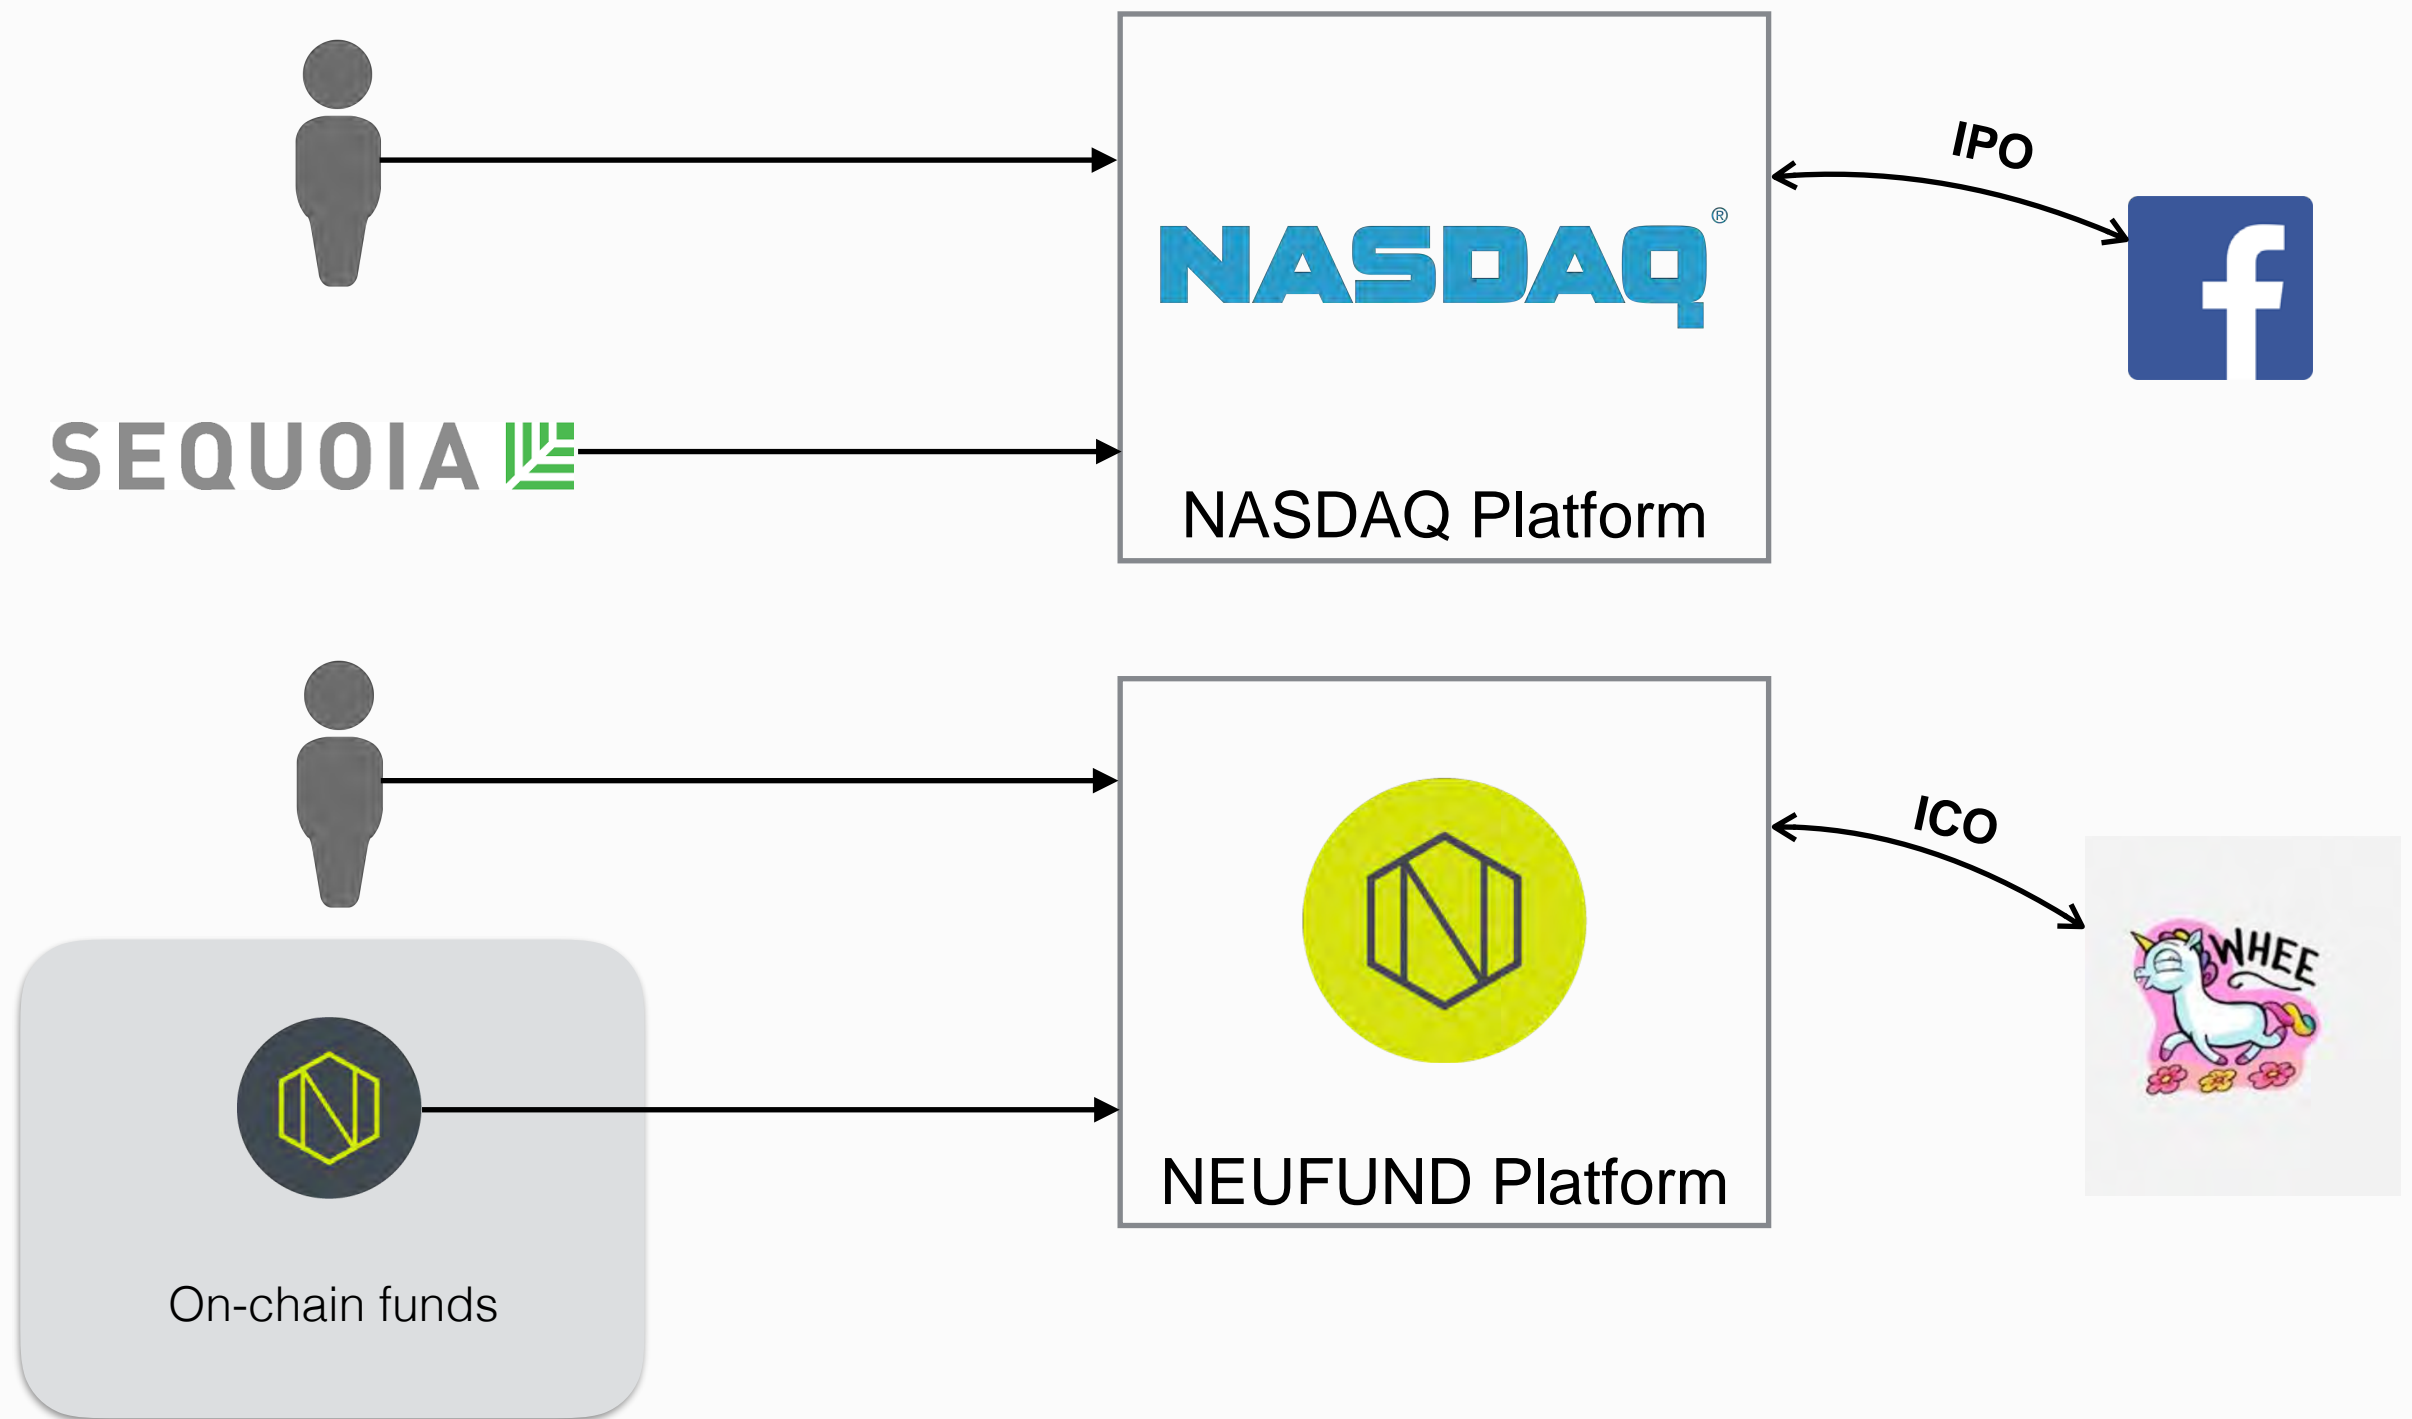 IPO
NASDAQ®
f
SEQUOIA
NASDAQ Platform
ICO
WHEE
N
NEUFUND Platform
N
On-chain funds